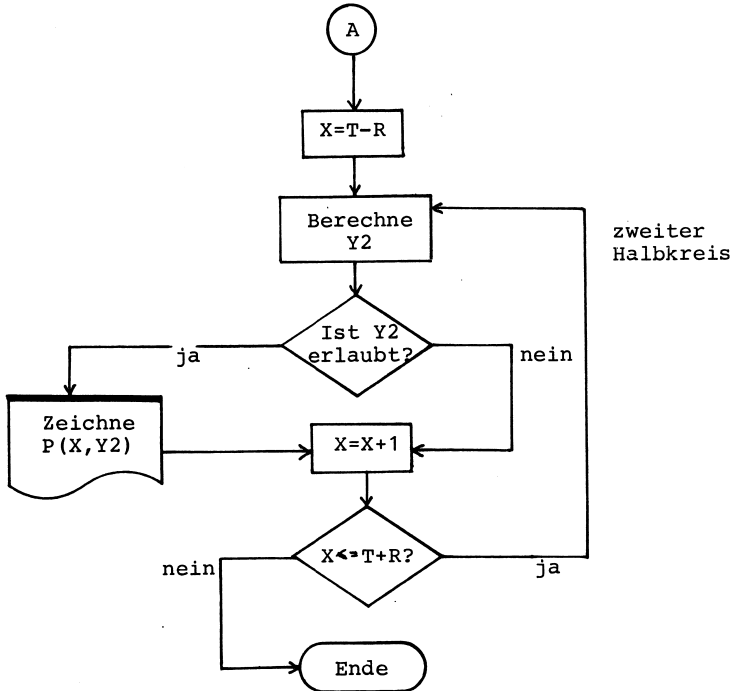 A
X=T-R
Berechne
Y2
zweiter
Halbkreis
Ist Y2
erlaubt?
ja
nein
Zeichne
P(X,Y2)
X=X+1
X<=T+R?
nein
ja
Ende